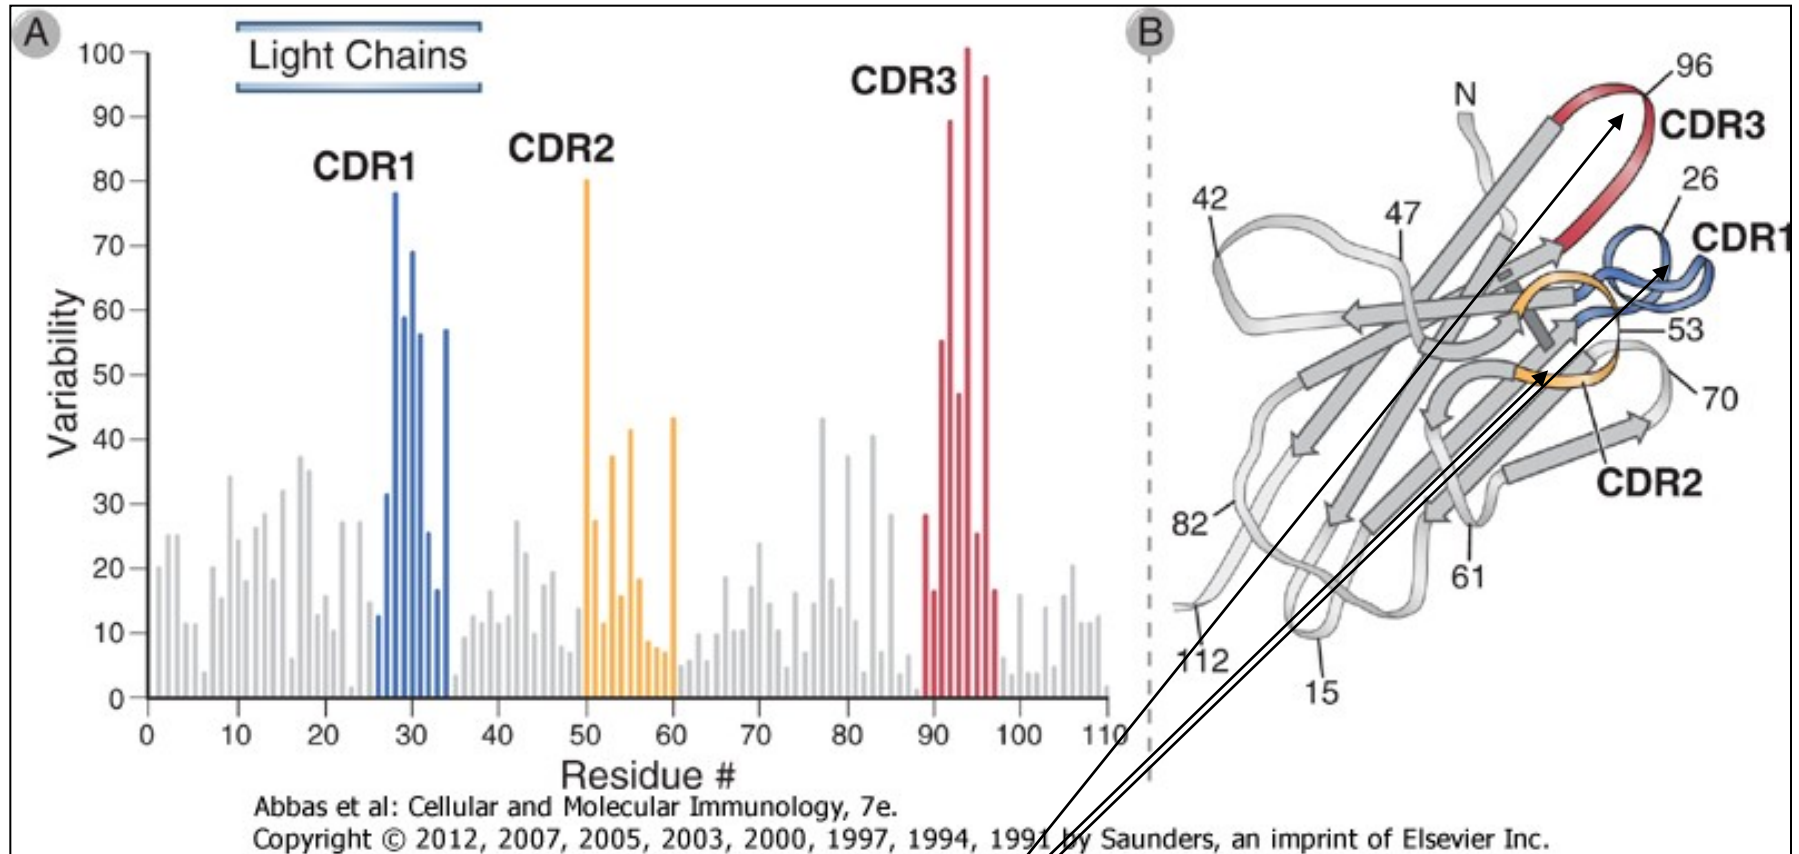 A
Light Chains
100
90
80
70
60
50
40
30
20
10
0
Variability
CDR1
CDR2
CDR3
0 10 20 30 40 50 60 70 80 90 100 110
Residue #
B
N
96
CDR3
26
CDR1
42
47
53
70
CDR2
82
61
112
15
Abbas et al: Cellular and Molecular Immunology, 7e.
Copyright © 2012, 2007, 2005, 2003, 2000, 1997, 1994, 1991 by Saunders, an imprint of Elsevier Inc.